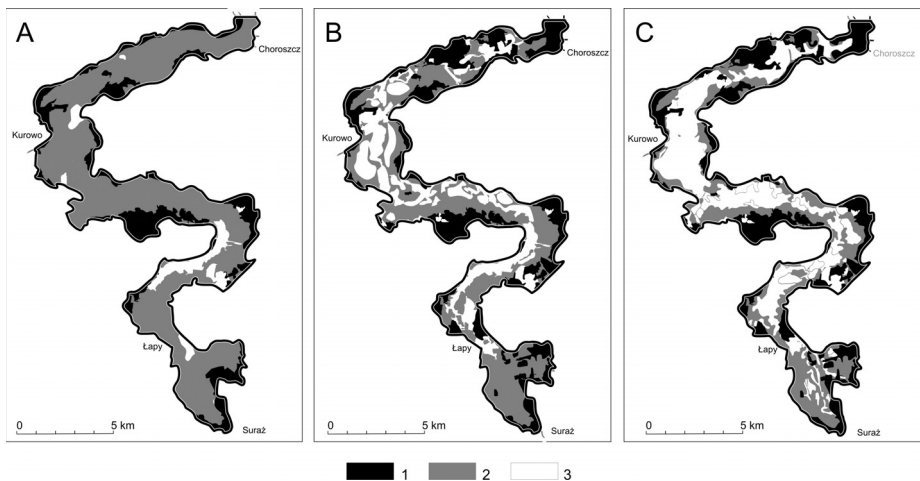 A
Choroszcz
Kurowo
Łapy
0 5 km
Suraż
B
Choroszcz
Kurowo
Łapy
0 5 km
Suraż
C
Choroszcz
Kurowo
Łapy
0 5 km
Suraż
1 2 3